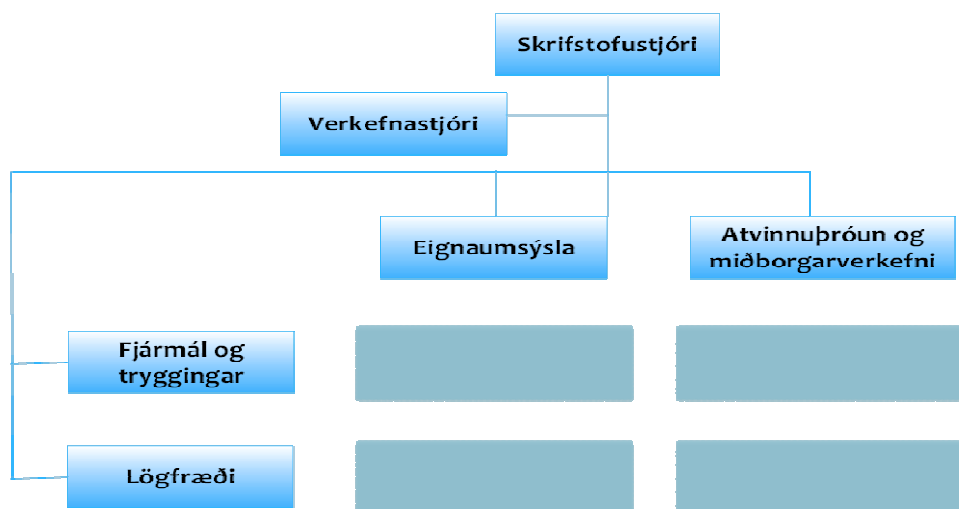 Skrifstofustjóri
Verkefnastjóri
Eignaumsýsla
Atvinnuþróun og
miðborgarverkefni
Fjármál og
tryggingar
Lögfræði